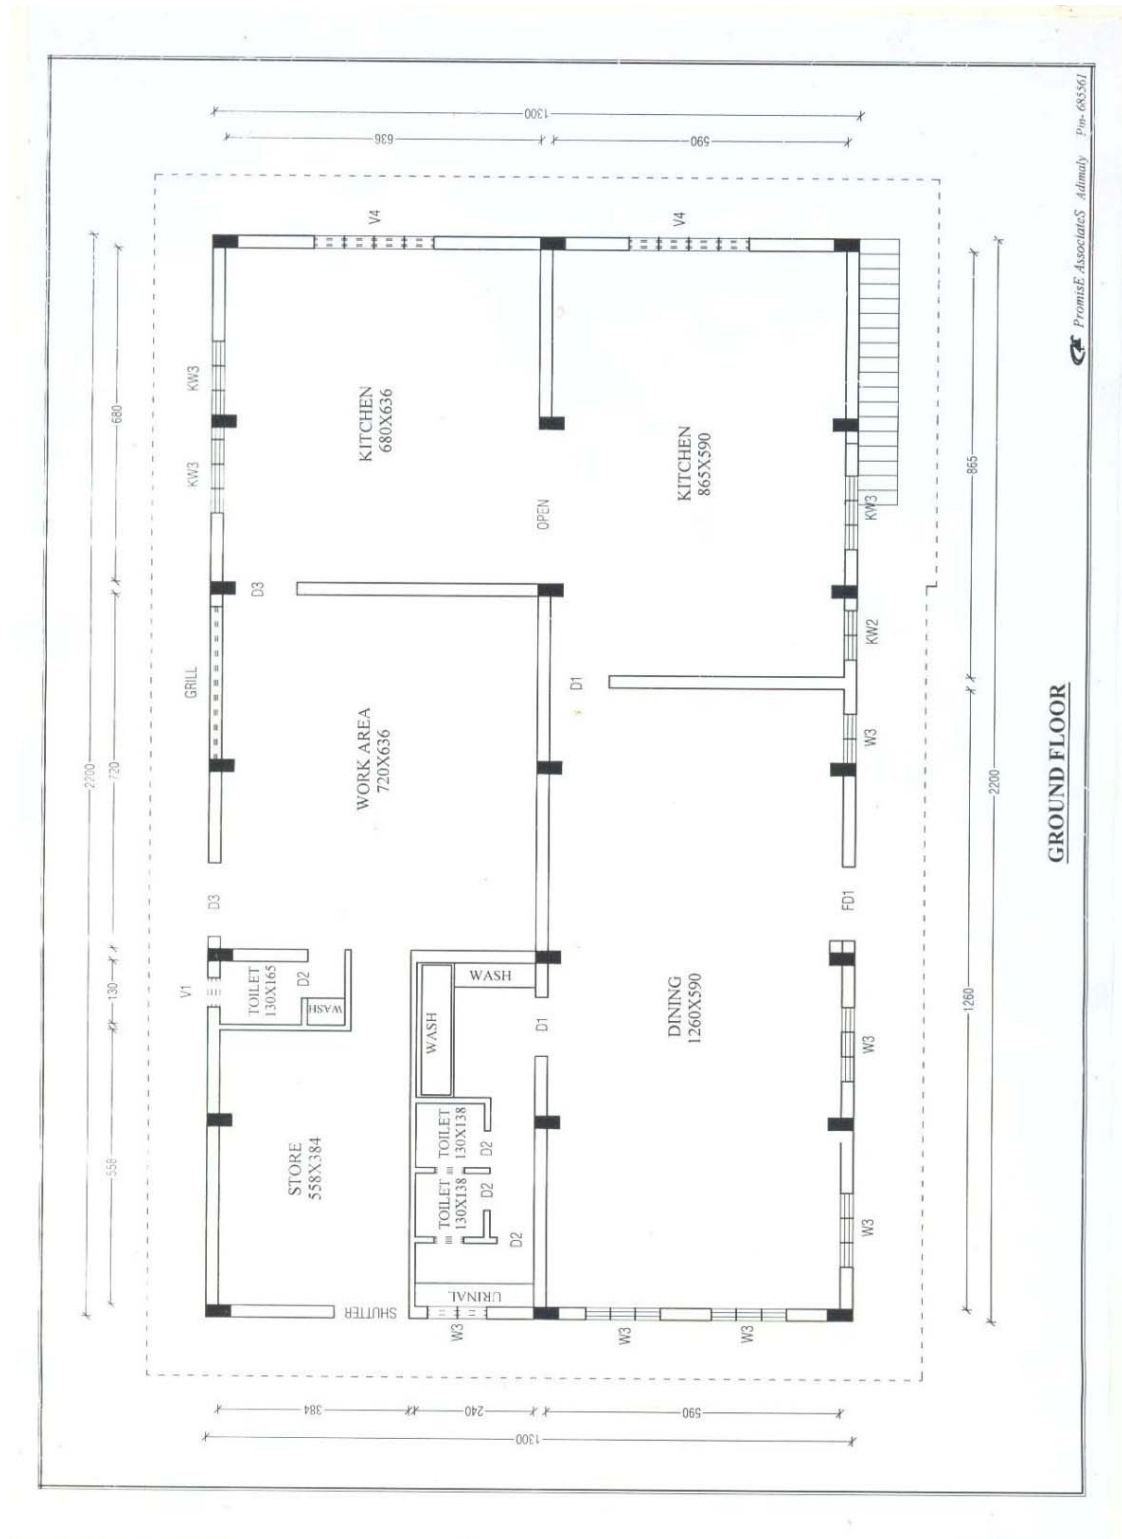 2200
680
720
130
558
KW3
KW3
GRILL
D3
V1
D3
KITCHEN
680X636
WORK AREA
720X636
TOILET
130X165
D2
WASH
STORE
558X384
SHUTTER
WASH
WASH
TOILET
130X138
TOILET
130X138
D2
D2
D2
URINAL
W3
V4
V4
OPEN
KITCHEN
865X590
D1
D1
DINING
1260X590
W3
W3
KW3
KW2
W3
FD1
W3
W3
865
1260
2200
1300
636
590
384
240
590
1300
GROUND FLOOR
PromisE AssociateS Adimaly Pin- 685561